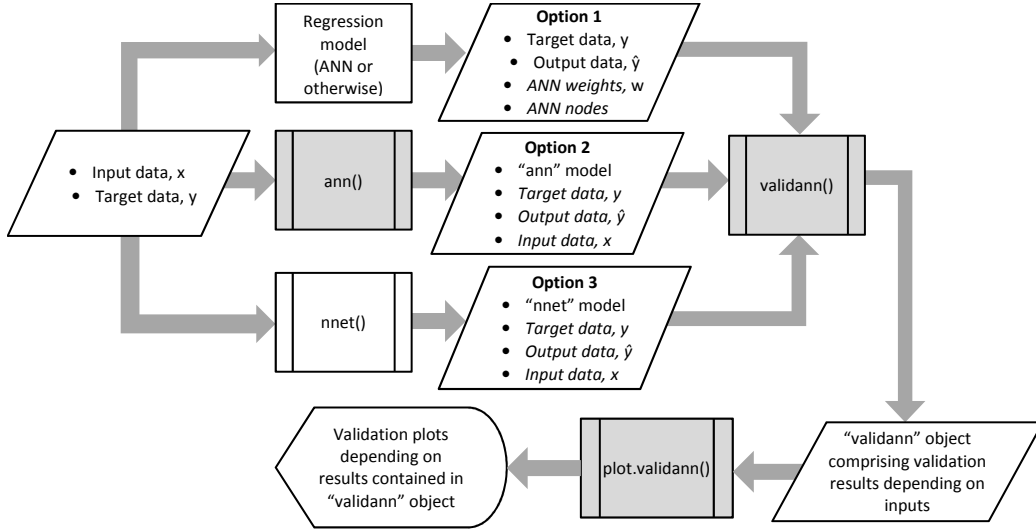 Regression
model
(ANN or
otherwise)
Option 1
• Target data, y
• Output data, ŷ
• ANN weights, w
• ANN nodes
• Input data, x
• Target data, y
ann()
Option 2
• “ann” model
• Target data, y
• Output data, ŷ
• Input data, x
validann()
nnet()
Option 3
• “nnet” model
• Target data, y
• Output data, ŷ
• Input data, x
Validation plots
depending on
results contained in
“validann” object
plot.validann()
“validann” object
comprising validation
results depending on
inputs